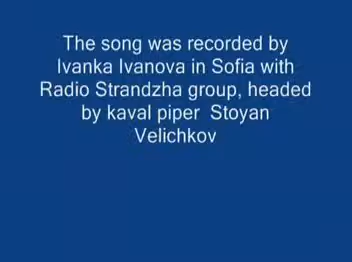 The song was recorded by
Ivanka Ivanova in Sofia with
Radio Strandzha group, headed
by kaval piper  Stoyan
Velichkov